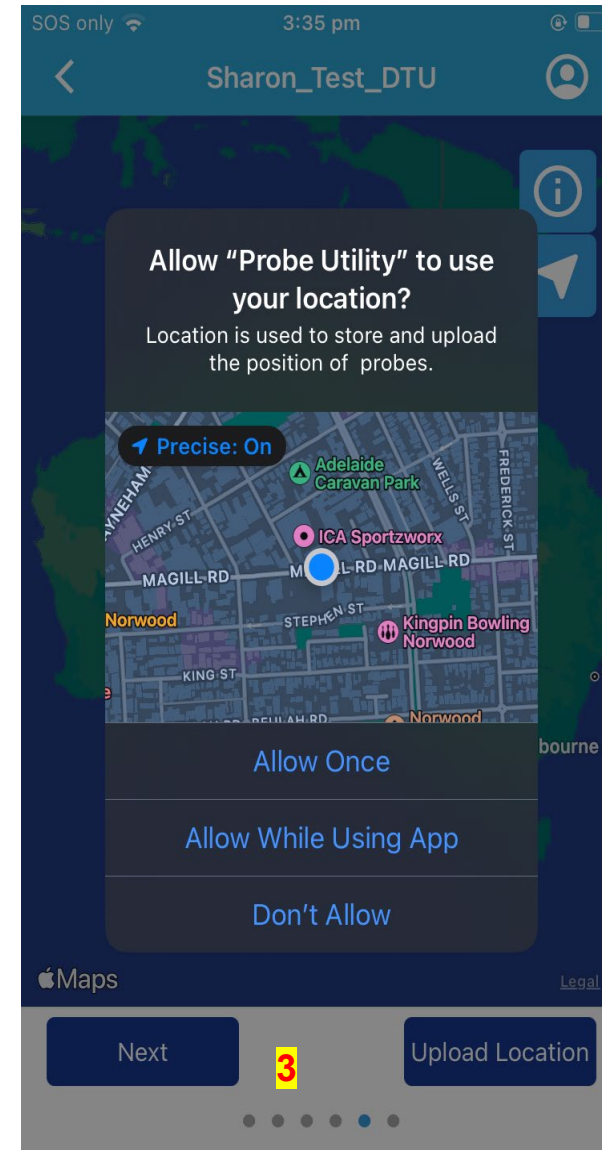 SOS only 3:35 pm
Sharon_Test_DTU
Allow “Probe Utility” to use
your location?
Location is used to store and upload
the position of probes.
Precise: On
Adelaide
Caravan Park
WELLS ST
FREDERICK ST
HENRY ST
ICA Sportzworx
MAGILL RD
RD MAGILL RD
Norwood
STEPHEN ST
Kingpin Bowling
Norwood
KING ST
BEULAH RD
Norwood
bourne
Allow Once
Allow While Using App
Don’t Allow
Maps
Legal
Next
3
Upload Location